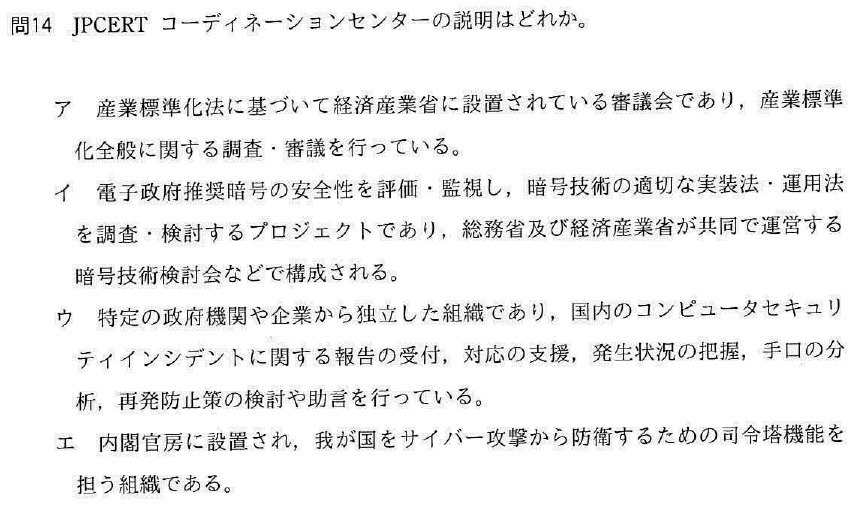 問14 JPCERT コーディネーションセンターの説明はどれか。
ア 産業標準化法に基づいて経済産業省に設置されている審議会であり，産業標準
化全般に関する調査・審議を行っている。
イ 電子政府推奨暗号の安全性を評価・監視し，暗号技術の適切な実装法・運用法
を調査・検討するプロジェクトであり，総務省及び経済産業省が共同で運営する
暗号技術検討会などで構成される。
ウ 特定の政府機関や企業から独立した組織であり，国内のコンピュータセキュリ
ティインシデントに関する報告の受付，対応の支援，発生状況の把握，手口の分
析，再発防止策の検討や助言を行っている。
エ 内閣官房に設置され，我が国をサイバー攻撃から防衛するための司令塔機能を
担う組織である。